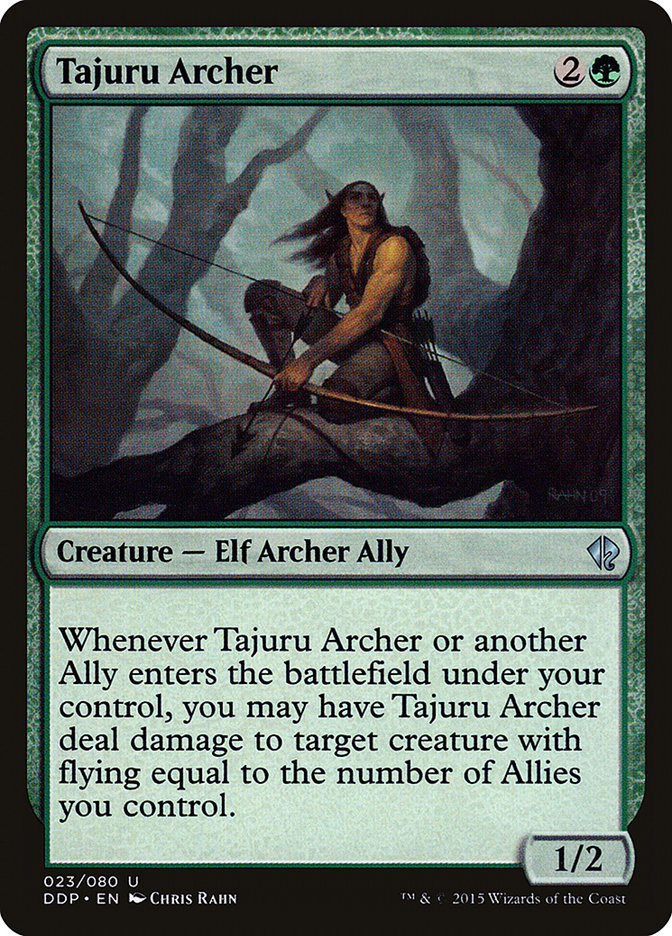 Tajuru Archer 2
RAHN 09
Creature — Elf Archer Ally
Whenever Tajuru Archer or another
Ally enters the battlefield under your
control, you may have Tajuru Archer
deal damage to target creature with
flying equal to the number of Allies
you control.
1/2
023/080 U
DDP • EN Chris Rahn
™ & © 2015 Wizards of the Coast